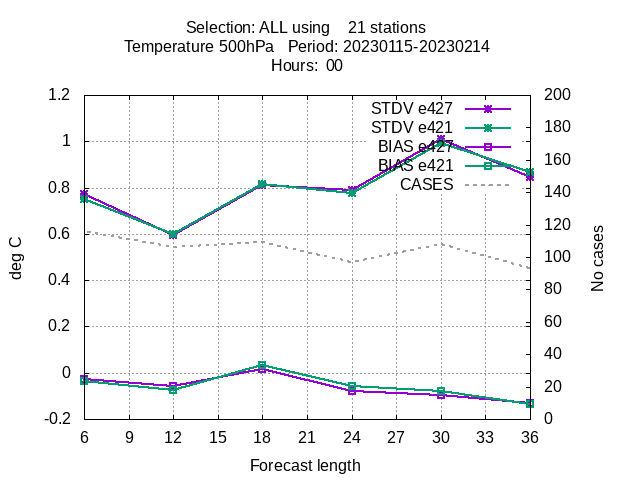 Selection: ALL using 21 stations
Temperature 500hPa Period: 20230115-20230214
Hours: 00
STDV e427
STDV e421
BIAS e427
BIAS e421
CASES
1.2
1
0.8
0.6
0.4
0.2
0
-0.2
deg C
200
180
160
140
120
100
80
60
40
20
0
No cases
6 9 12 15 18 21 24 27 30 33 36
Forecast length